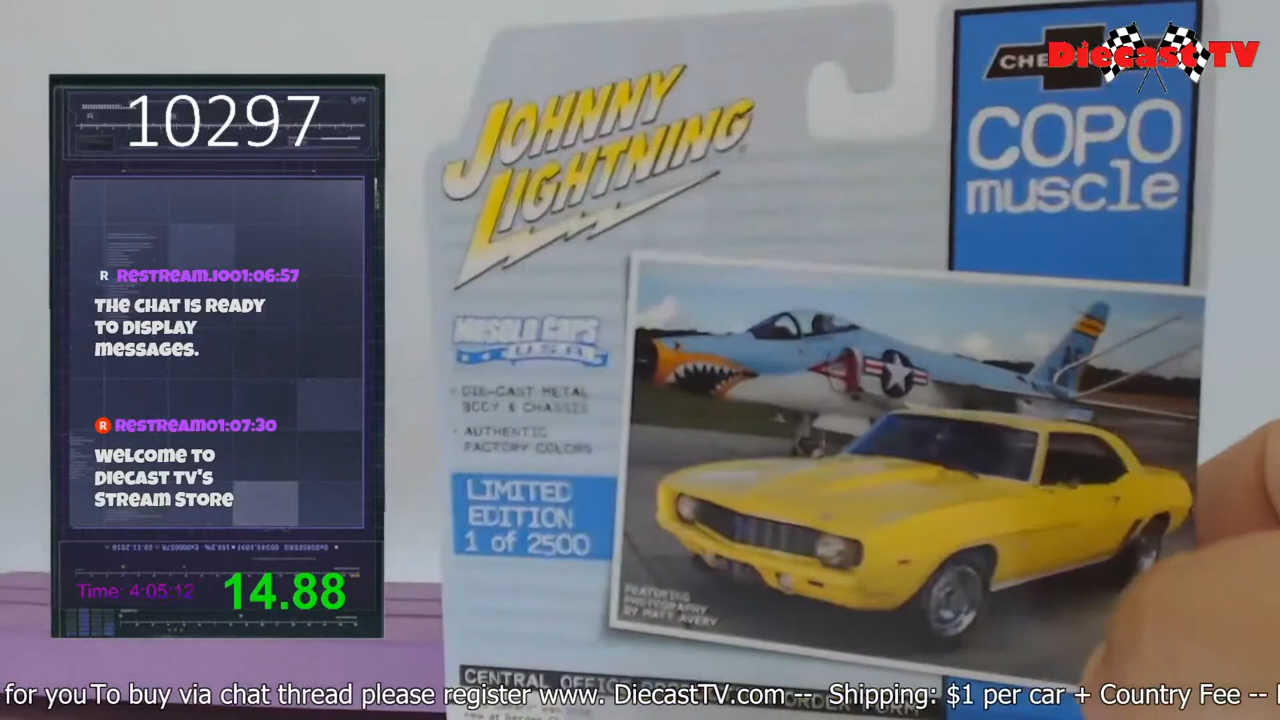 10297
R RESTREAM.IO01:06:57
THE CHAT IS READY
TO DISPLAY
MESSAGES.
R RESTREAM01:07:30
WELCOME TO
DIECAST TV'S
STREAM STORE
Time: 4:05:12
14.88
JOHNNY
LIGHTNING
MUSCLE CARS
U.S.A.
· DIE-CAST METAL
BODY & CHASSIS
· AUTHENTIC
FACTORY COLORS
LIMITED
EDITION
1 of 2500
Diecast TV
COPO
muscle
FEATURING
PHOTOGRAPHY
BY MATT AVERY
CENTRAL
for you To buy via chat thread please register www. DiecastTV.com -- Shipping: $1 per car + Country Fee --